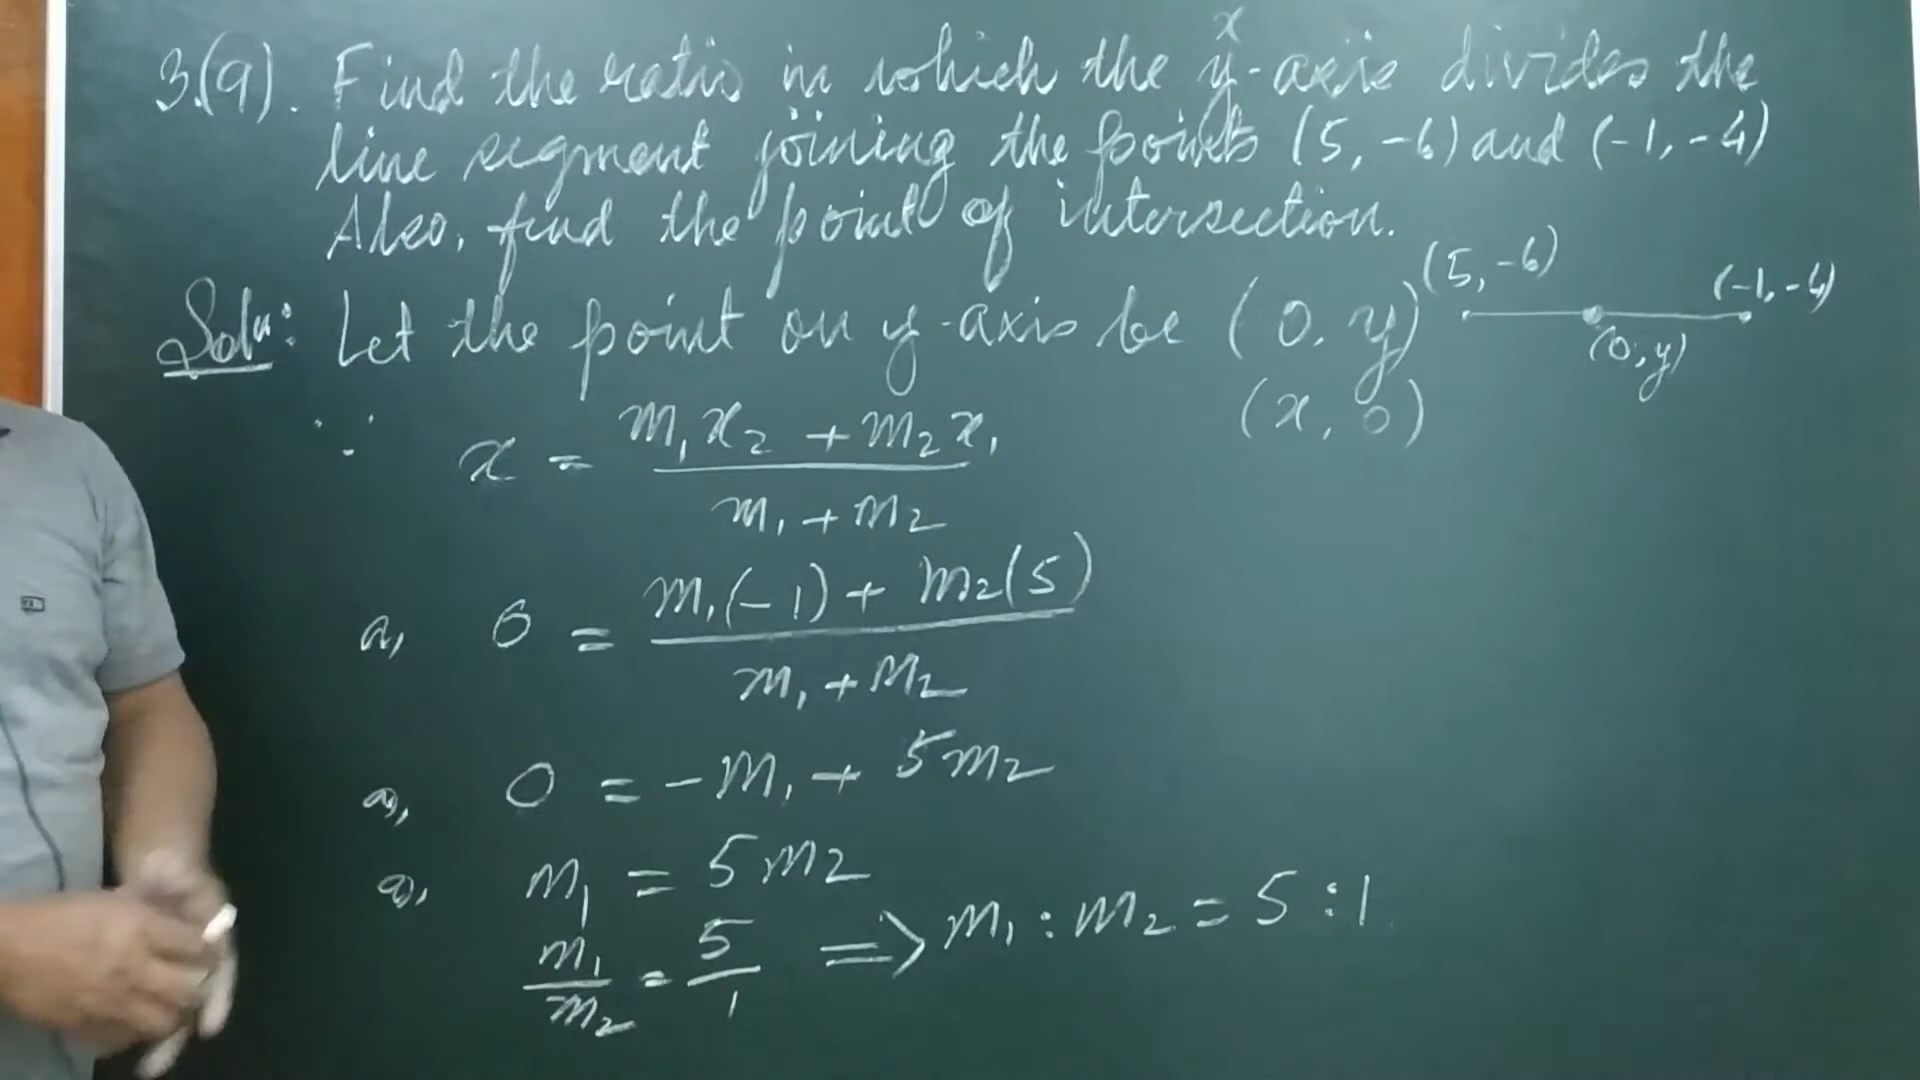 x
3.(9). Find the ratio in which the y-axis divides the
line segment joining the points (5, -6) and (-1, -4)
Also, find the point of intersection.
Soln: Let the point on y-axis be (0, y)
(5, -6) (-1, -4)
(0, y)
(x, 0)
∵ x = m₁x₂ + m₂x₁ / m₁ + m₂
a, 0 = m₁(-1) + m₂(5) / m₁ + m₂
a, 0 = -m₁ + 5m₂
a, m₁ = 5m₂
m₁/m₂ = 5/1 => m₁ : m₂ = 5 : 1